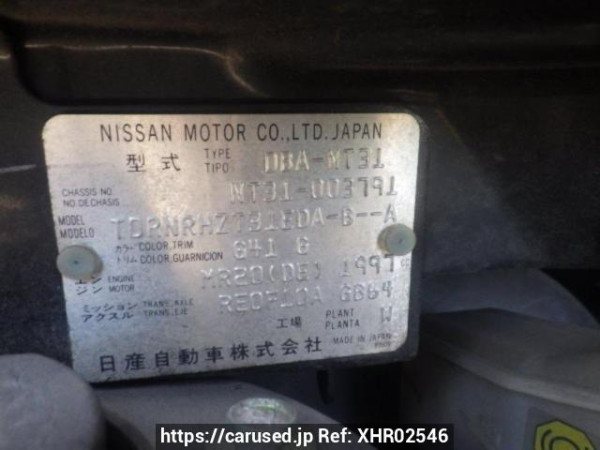 NISSAN MOTOR CO.,LTD.JAPAN
型式 TYPE TIPO DBA-NT31
CHASSIS NO. NO.DE CHASIS NT31-003791
MODEL MODELO TDRNRH2T31EDA-B--A
カラー トリム COLOR,TRIM COLOR,GUARNICION G41 G
エンジン ENGINE MOTOR MR20(DE) 1997
ミッション アクスル TRANS.AXLE TRANS.EJE RE0F10A GB64
工場 PLANT PLANTA W
日産自動車株式会社 MADE IN JAPAN
https://carused.jp Ref: XHR02546